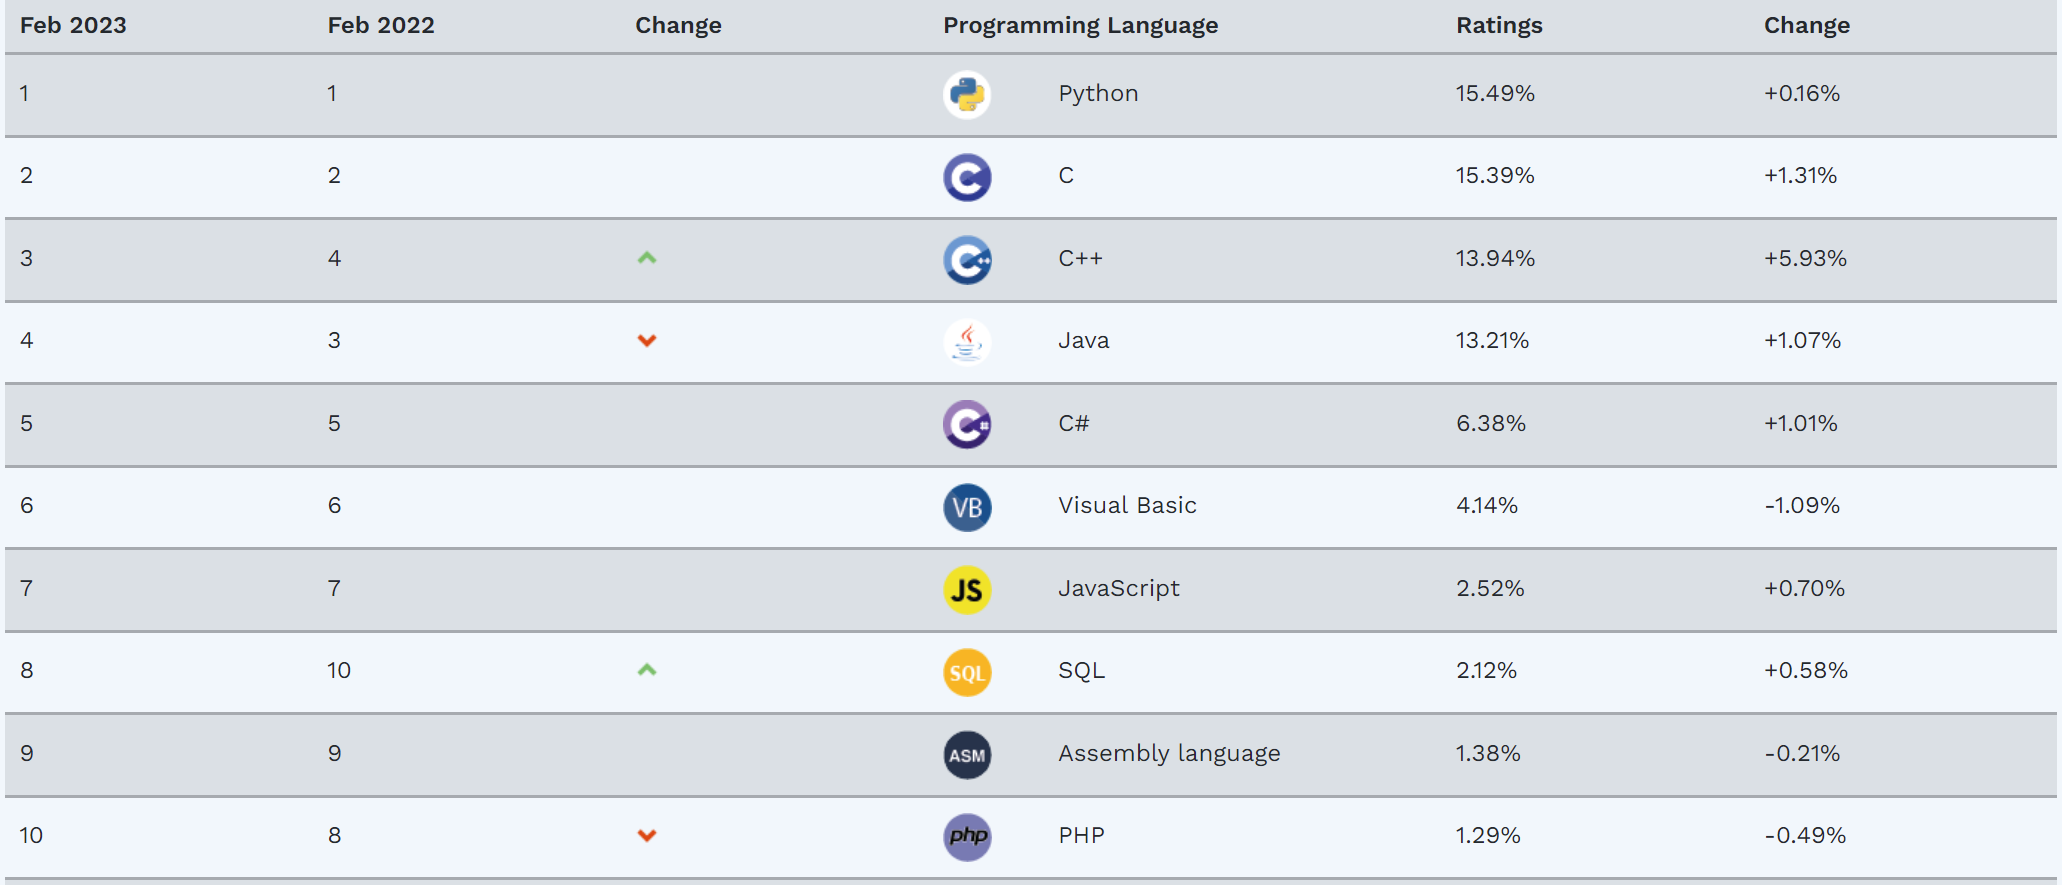 Feb 2023 Feb 2022 Change Programming Language Ratings Change
1 1 Python 15.49% +0.16%
2 2 C C 15.39% +1.31%
3 4 C++ C++ 13.94% +5.93%
4 3 Java 13.21% +1.07%
5 5 C# C# 6.38% +1.01%
6 6 VB Visual Basic 4.14% -1.09%
7 7 JS JavaScript 2.52% +0.70%
8 10 SQL SQL 2.12% +0.58%
9 9 ASM Assembly language 1.38% -0.21%
10 8 php PHP 1.29% -0.49%